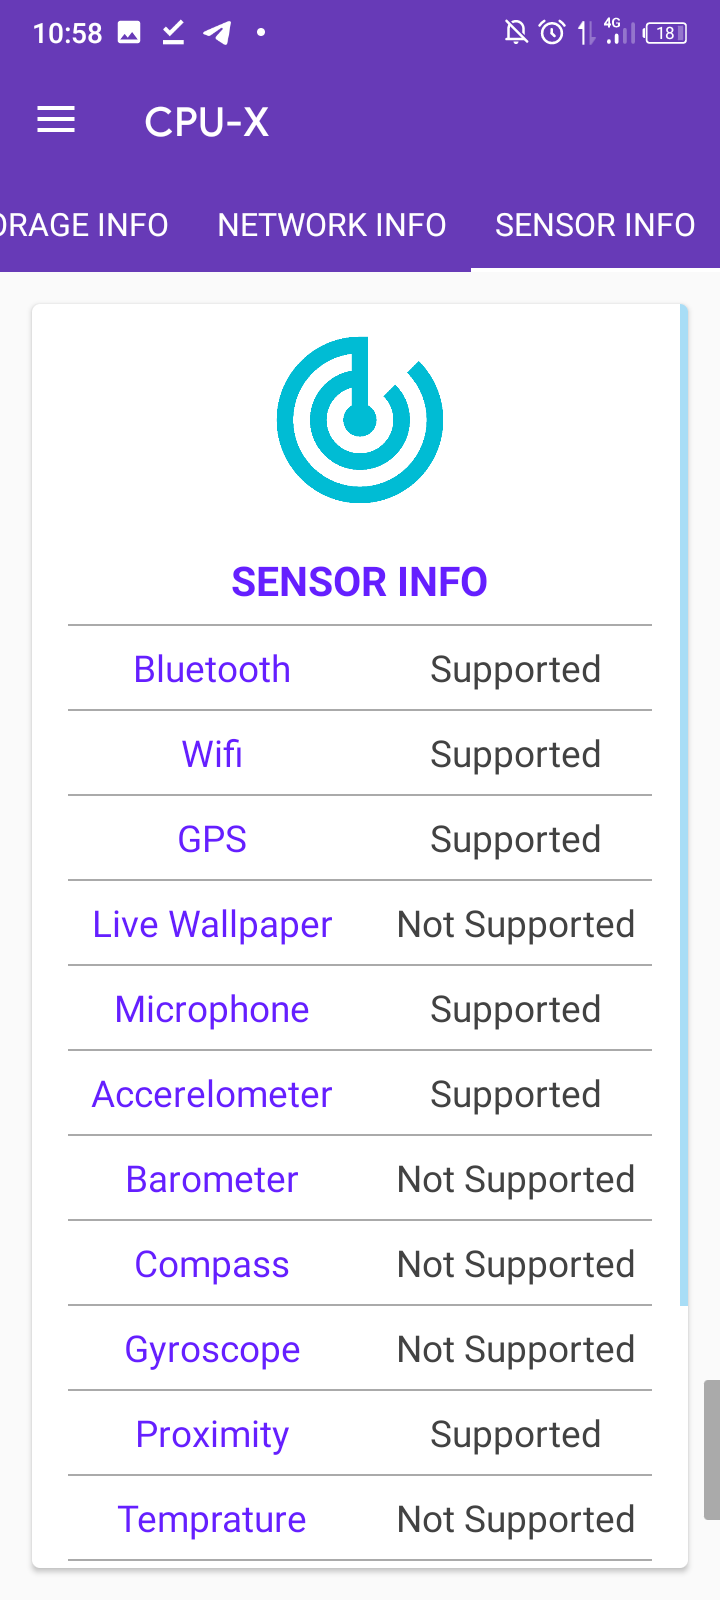 10:58
4G
18
CPU-X
ORAGE INFO NETWORK INFO SENSOR INFO
SENSOR INFO
Bluetooth Supported
Wifi Supported
GPS Supported
Live Wallpaper Not Supported
Microphone Supported
Accerelometer Supported
Barometer Not Supported
Compass Not Supported
Gyroscope Not Supported
Proximity Supported
Temprature Not Supported